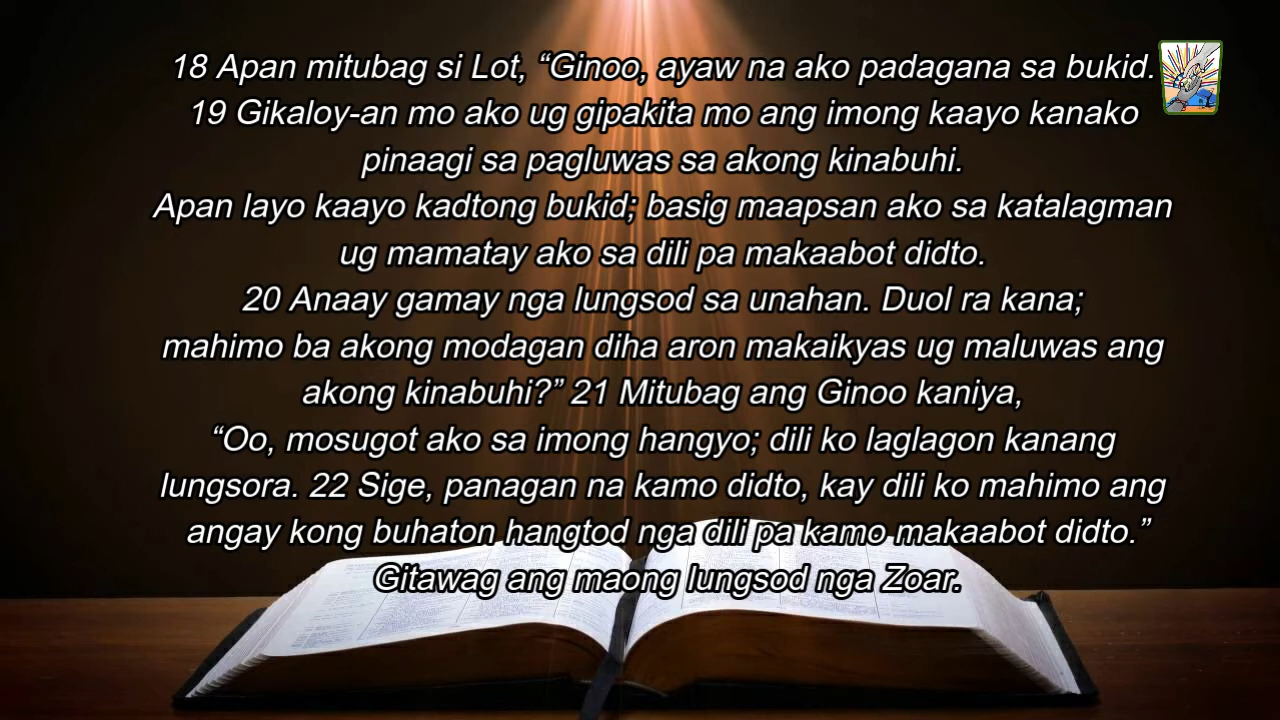 18 Apan mitubag si Lot, “Ginoo, ayaw na ako padagana sa bukid.
19 Gikaloy-an mo ako ug gipakita mo ang imong kaayo kanako
pinaagi sa pagluwas sa akong kinabuhi.
Apan layo kaayo kadtong bukid; basig maapsan ako sa katalagman
ug mamatay ako sa dili pa makaabot didto.
20 Anaay gamay nga lungsod sa unahan. Duol ra kana;
mahimo ba akong modagan diha aron makaikyas ug maluwas ang
akong kinabuhi?” 21 Mitubag ang Ginoo kaniya,
“Oo, mosugot ako sa imong hangyo; dili ko laglagon kanang
lungsora. 22 Sige, panagan na kamo didto, kay dili ko mahimo ang
angay kong buhaton hangtod nga dili pa kamo makaabot didto.”
Gitawag ang maong lungsod nga Zoar.